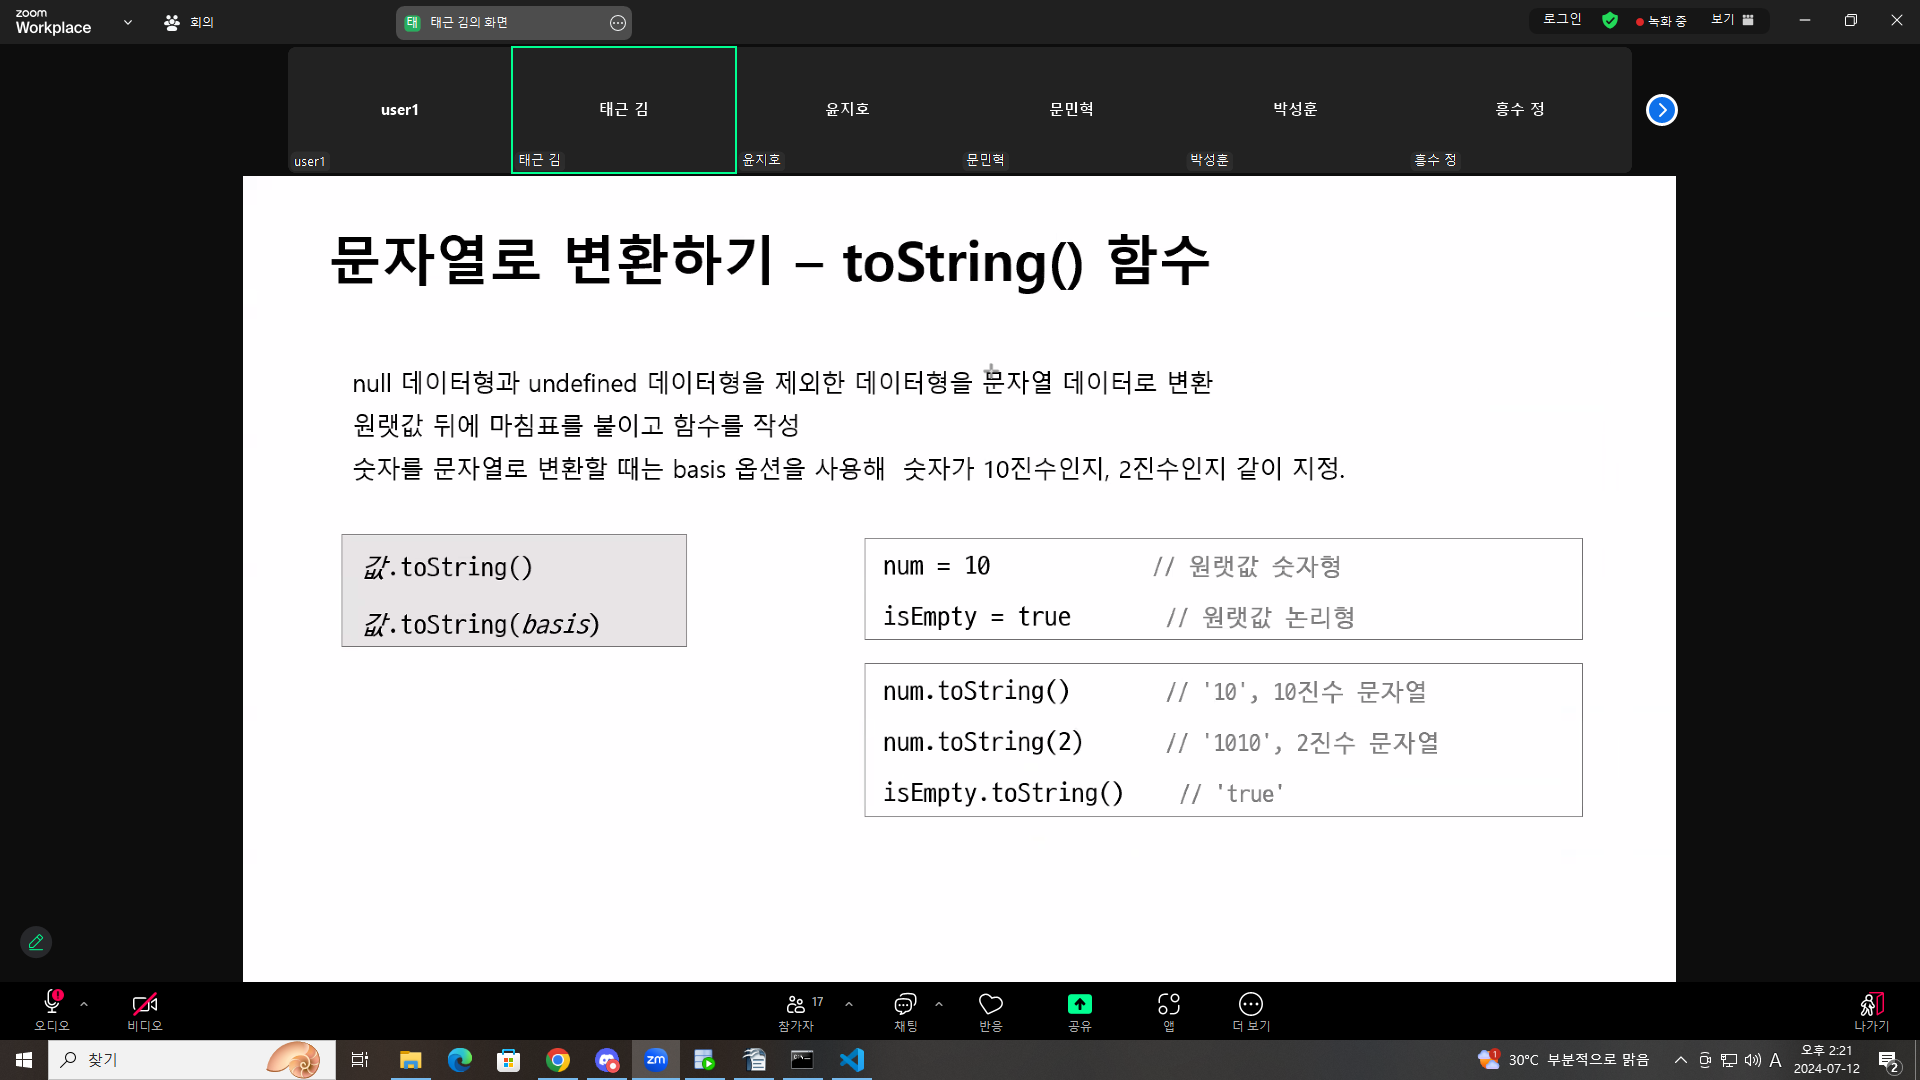 zoom
Workplace
회의
태 태근 김의 화면
로그인
녹화 중
보기
user1
태근 김
윤지호
문민혁
박성훈
흥수 정
user1
태근 김
윤지호
문민혁
박성훈
흥수 정
문자열로 변환하기 – toString() 함수
null 데이터형과 undefined 데이터형을 제외한 데이터형을 문자열 데이터로 변환
원랫값 뒤에 마침표를 붙이고 함수를 작성
숫자를 문자열로 변환할 때는 basis 옵션을 사용해 숫자가 10진수인지, 2진수인지 같이 지정.
값.toString()
값.toString(basis)
num = 10 // 원랫값 숫자형
isEmpty = true // 원랫값 논리형
num.toString() // '10', 10진수 문자열
num.toString(2) // '1010', 2진수 문자열
isEmpty.toString() // 'true'
오디오
비디오
17
참가자
채팅
반응
공유
앱
더 보기
나가기
찾기
zm
1
30°C 부분적으로 맑음
A
오후 2:21
2024-07-12
2